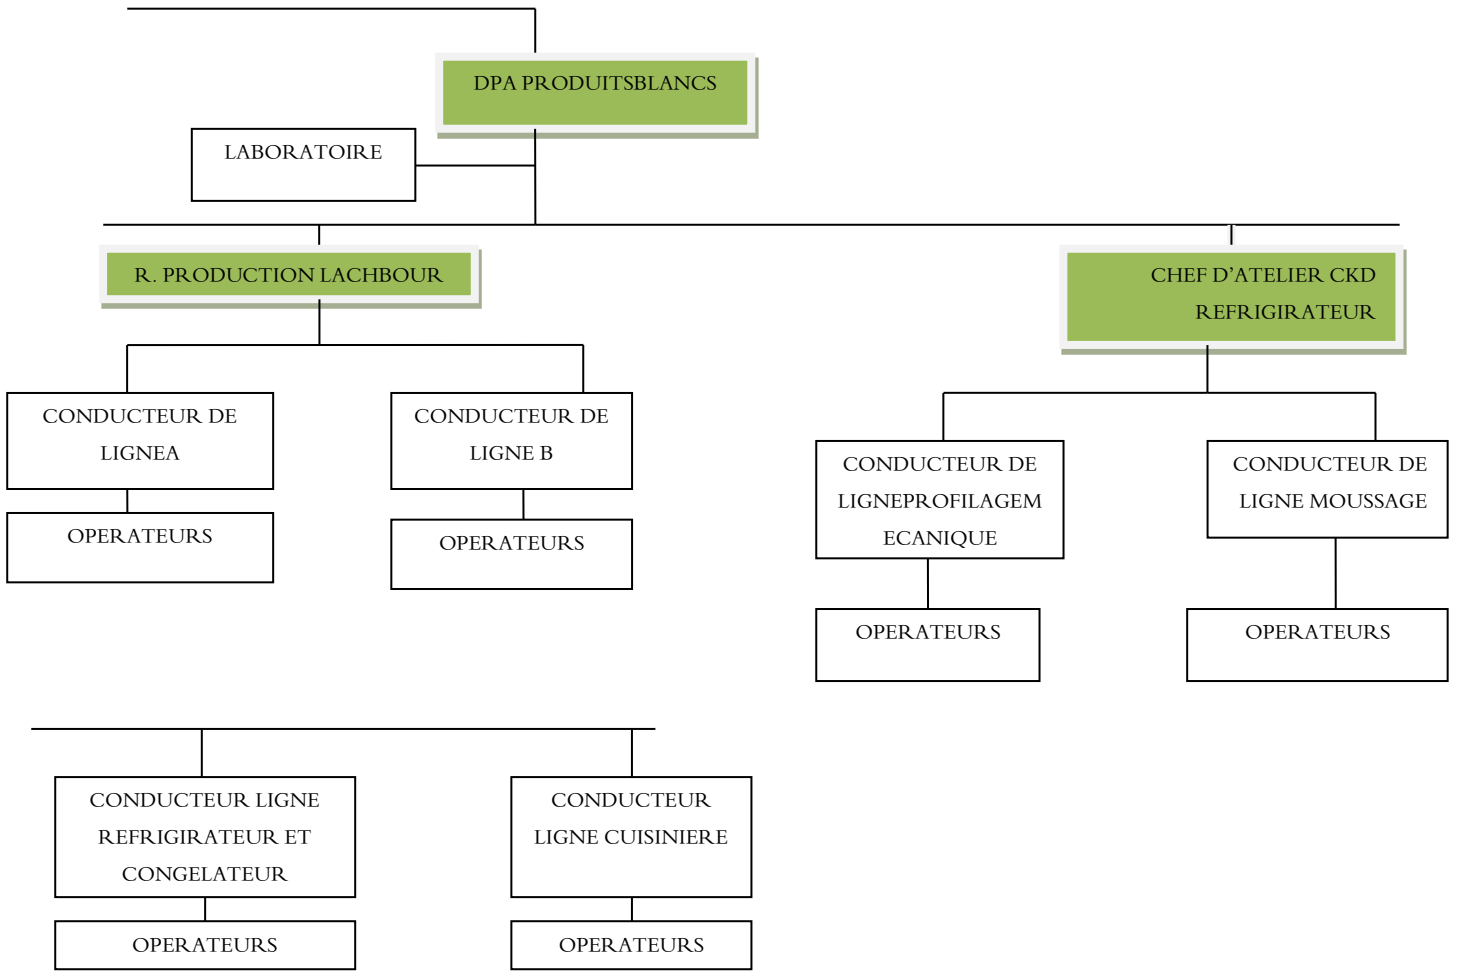 DPA PRODUITSBLANCS
LABORATOIRE
R. PRODUCTION LACHBOUR
CHEF D’ATELIER CKD
REFRIGIRATEUR
CONDUCTEUR DE
LIGNEA
CONDUCTEUR DE
LIGNE B
CONDUCTEUR DE
LIGNEPROFILAGEM
ECANIQUE
CONDUCTEUR DE
LIGNE MOUSSAGE
OPERATEURS
OPERATEURS
OPERATEURS
OPERATEURS
CONDUCTEUR LIGNE
REFRIGIRATEUR ET
CONGELATEUR
CONDUCTEUR
LIGNE CUISINIERE
OPERATEURS
OPERATEURS